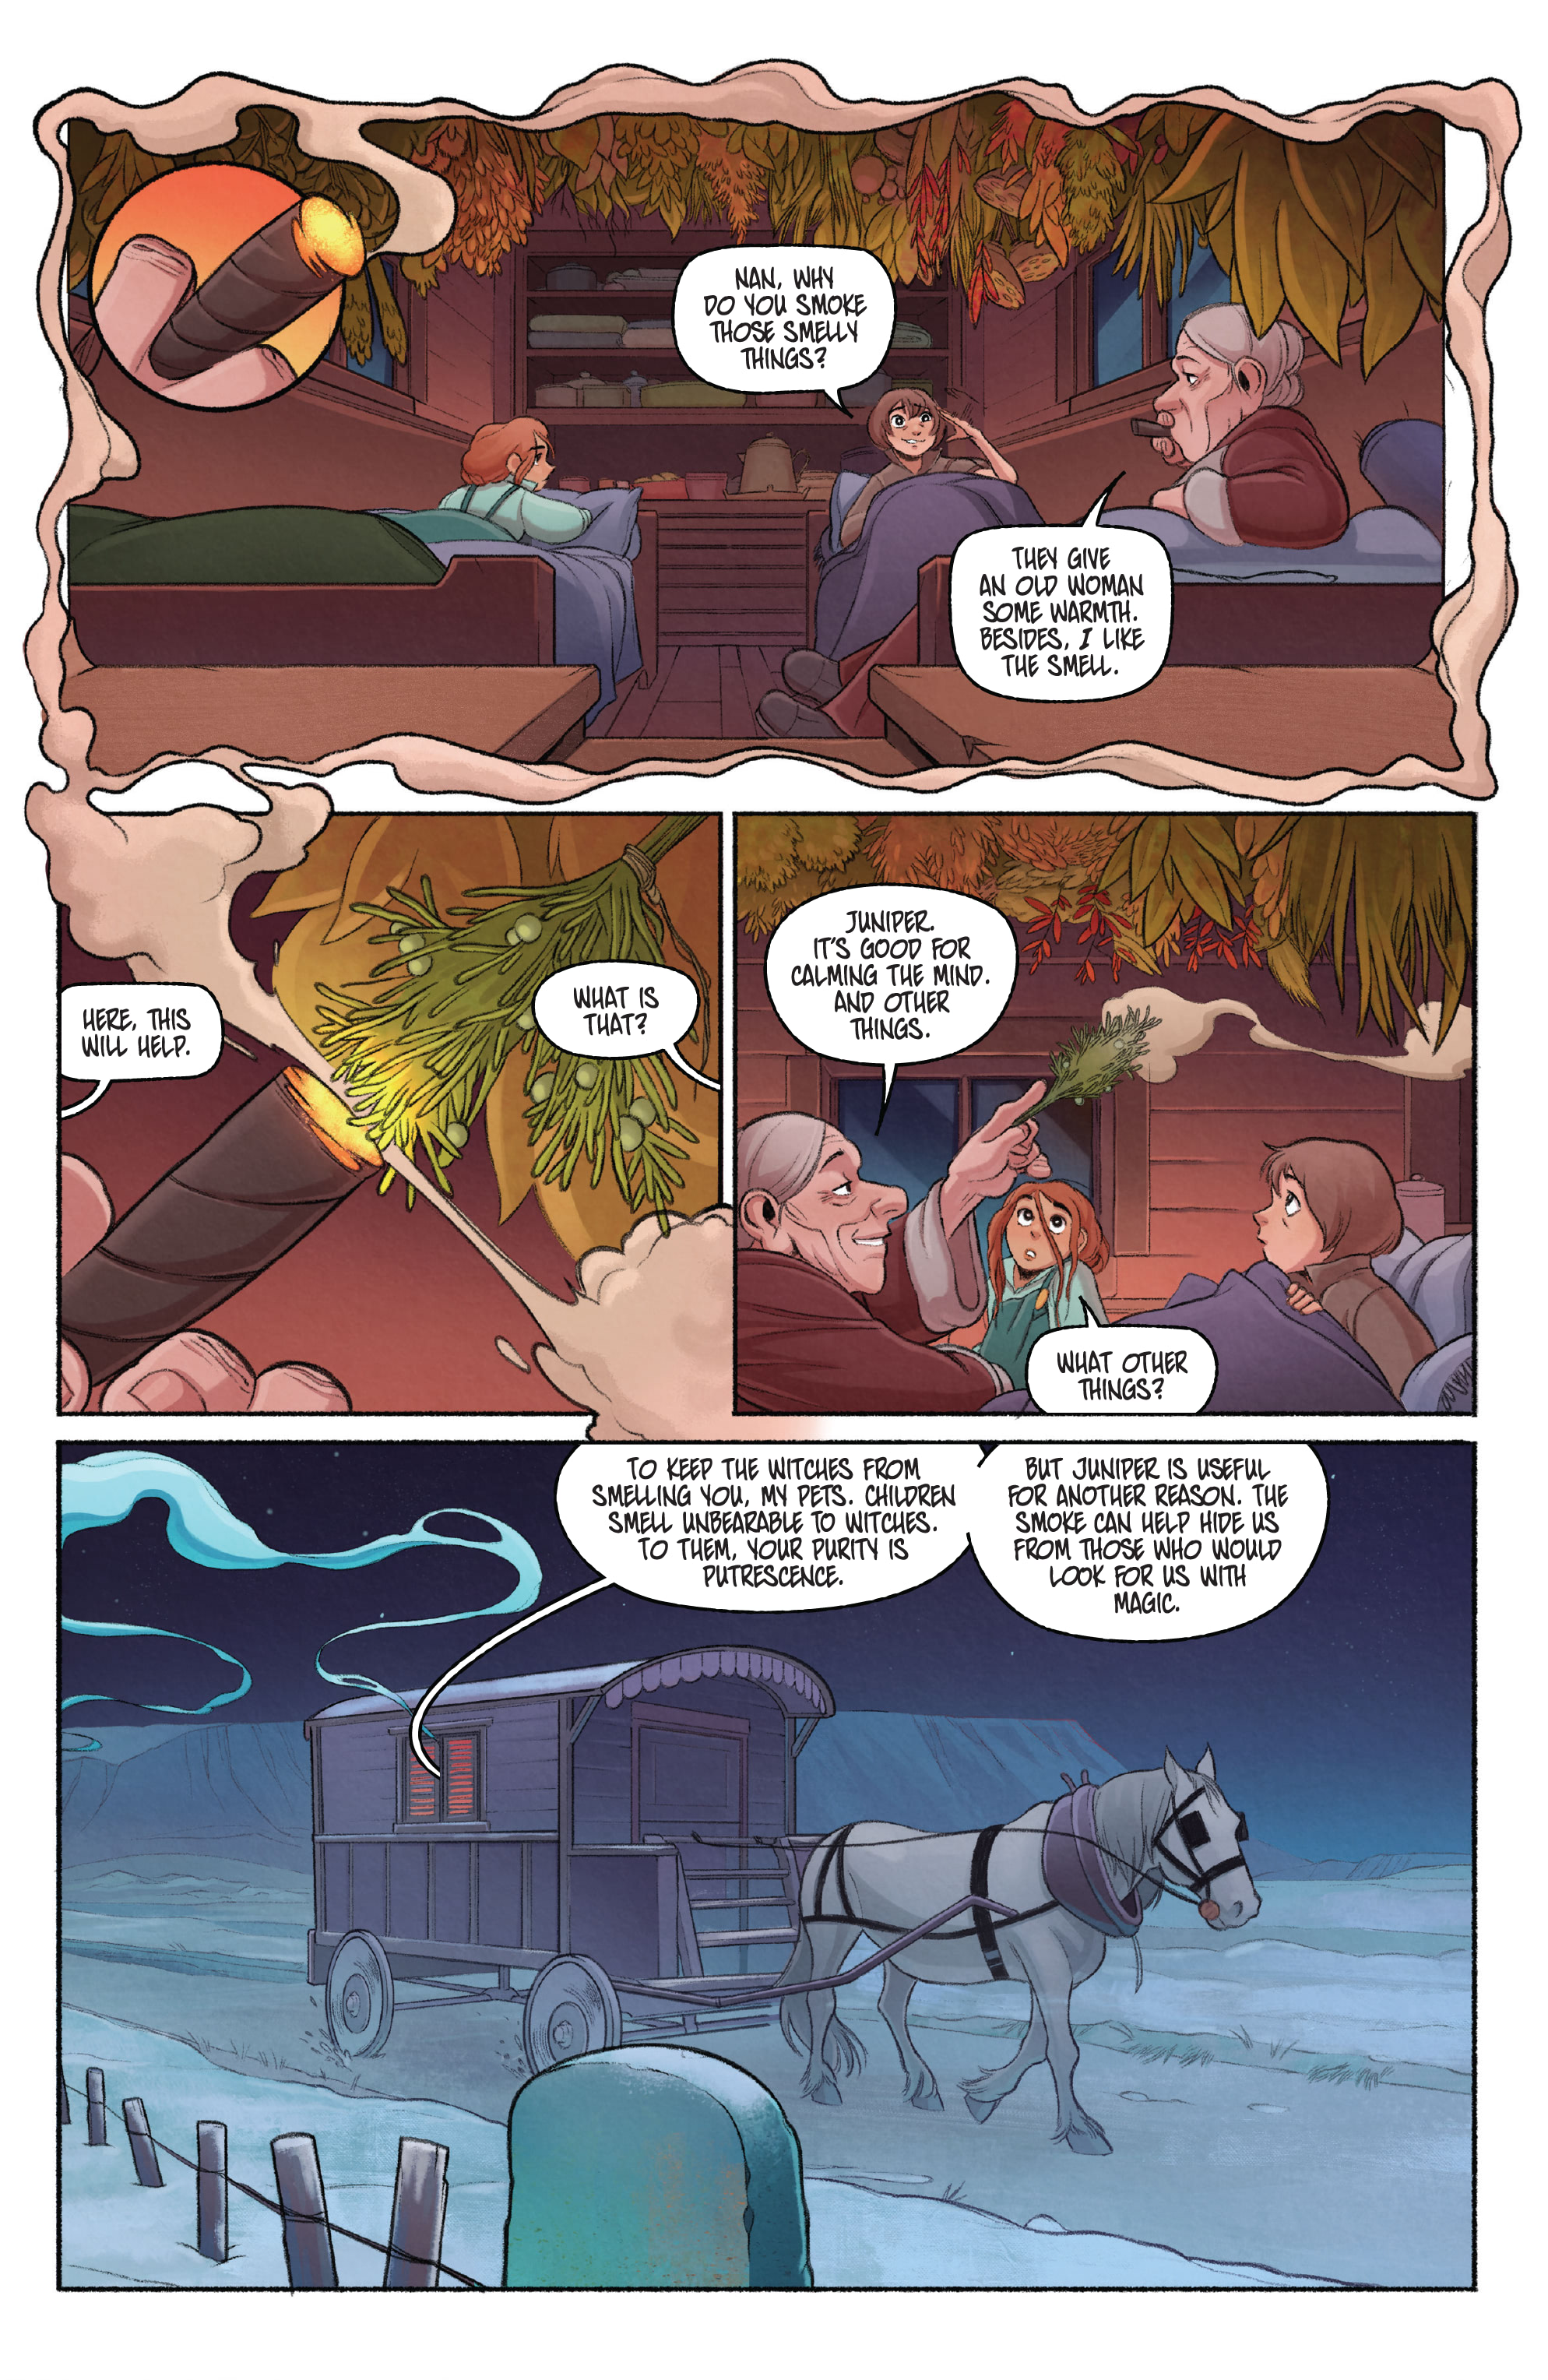 NAN, WHY
DO YOU SMOKE
THOSE SMELLY
THINGS?
THEY GIVE
AN OLD WOMAN
SOME WARMTH.
BESIDES, I LIKE
THE SMELL.
HERE, THIS
WILL HELP.
WHAT IS
THAT?
JUNIPER.
IT'S GOOD FOR
CALMING THE MIND.
AND OTHER
THINGS.
WHAT OTHER
THINGS?
TO KEEP THE WITCHES FROM
SMELLING YOU, MY PETS. CHILDREN
SMELL UNBEARABLE TO WITCHES.
TO THEM, YOUR PURITY IS
PUTRESCENCE.
BUT JUNIPER IS USEFUL
FOR ANOTHER REASON. THE
SMOKE CAN HELP HIDE US
FROM THOSE WHO WOULD
LOOK FOR US WITH
MAGIC.